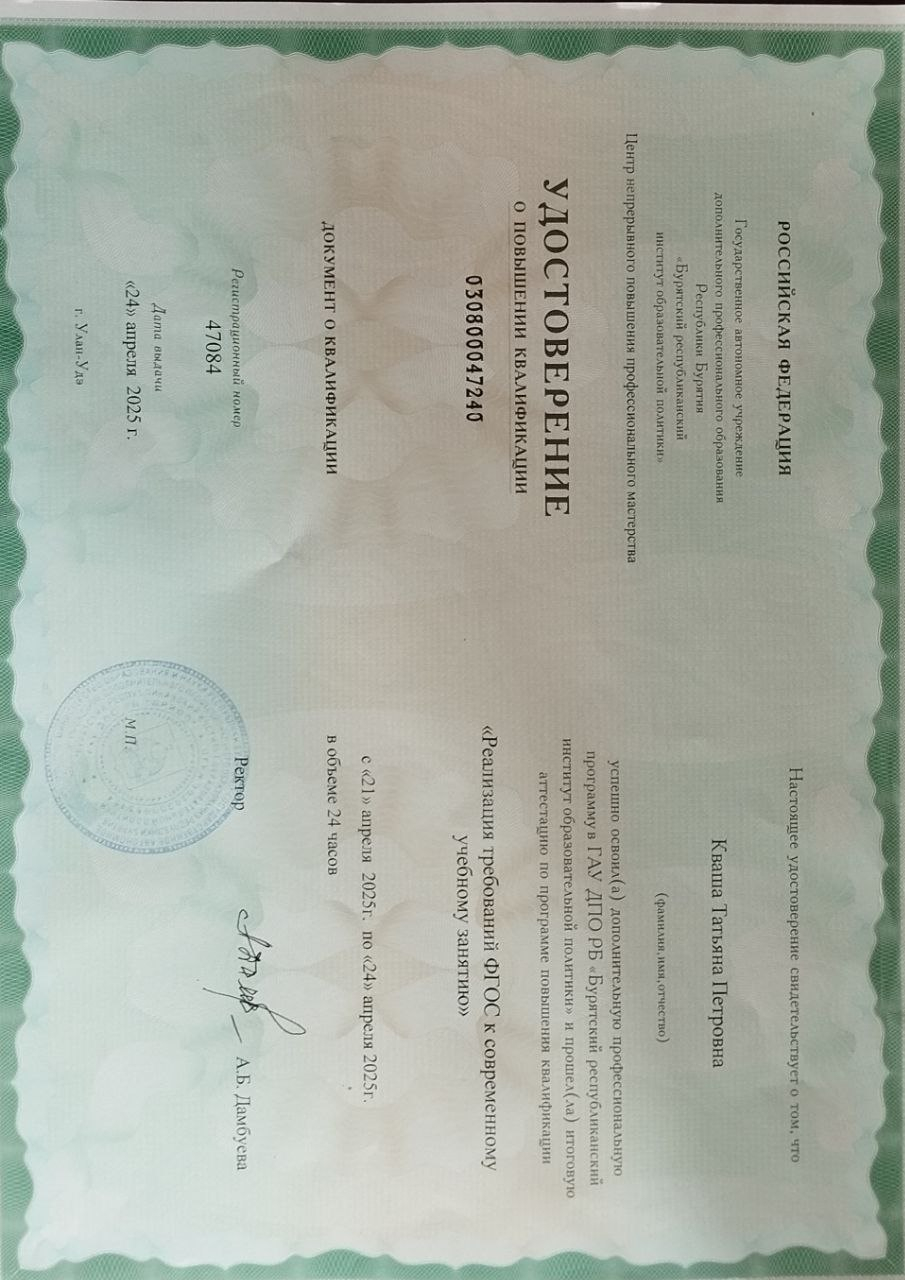 РОССИЙСКАЯ ФЕДЕРАЦИЯ
Государственное автономное учреждение
дополнительного профессионального образования
Республики Бурятия
«Бурятский республиканский
институт образовательной политики»
Центр непрерывного повышения профессионального мастерства
УДОСТОВЕРЕНИЕ
О ПОВЫШЕНИИ КВАЛИФИКАЦИИ
030800047240
ДОКУМЕНТ О КВАЛИФИКАЦИИ
Регистрационный номер
47084
Дата выдачи
«24» апреля 2025 г.
г. Улан-Удэ
Настоящее удостоверение свидетельствует о том, что
Кваша Татьяна Петровна
(фамилия,имя,отчество)
успешно освоил(а) дополнительную профессиональную
программу в ГАУ ДПО РБ «Бурятский республиканский
институт образовательной политики» и прошел(ла) итоговую
аттестацию по программе повышения квалификации
«Реализация требований ФГОС к современному
учебному занятию»
с «21» апреля 2025г. по «24» апреля 2025г.
в объеме 24 часов
Ректор
А.Б. Дамбуева
М.П.